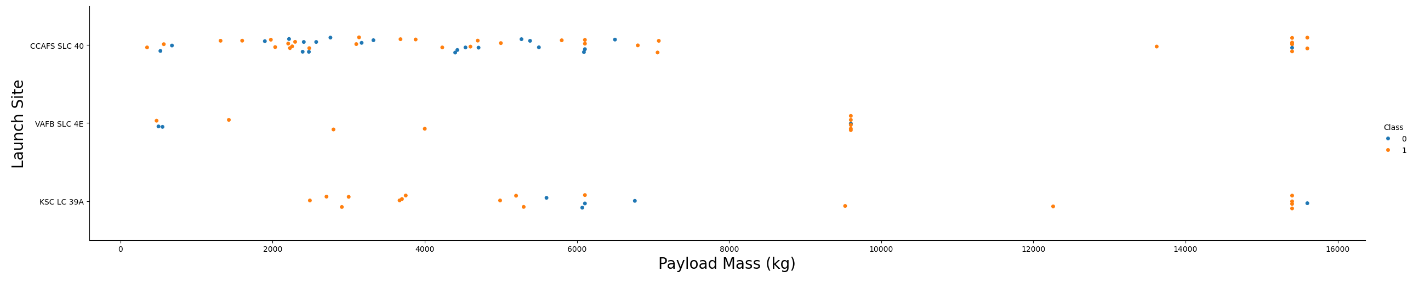 Launch Site
CCAFS SLC 40
VAFB SLC 4E
KSC LC 39A
0 2000 4000 6000 8000 10000 12000 14000 16000
Payload Mass (kg)
Class
0
1